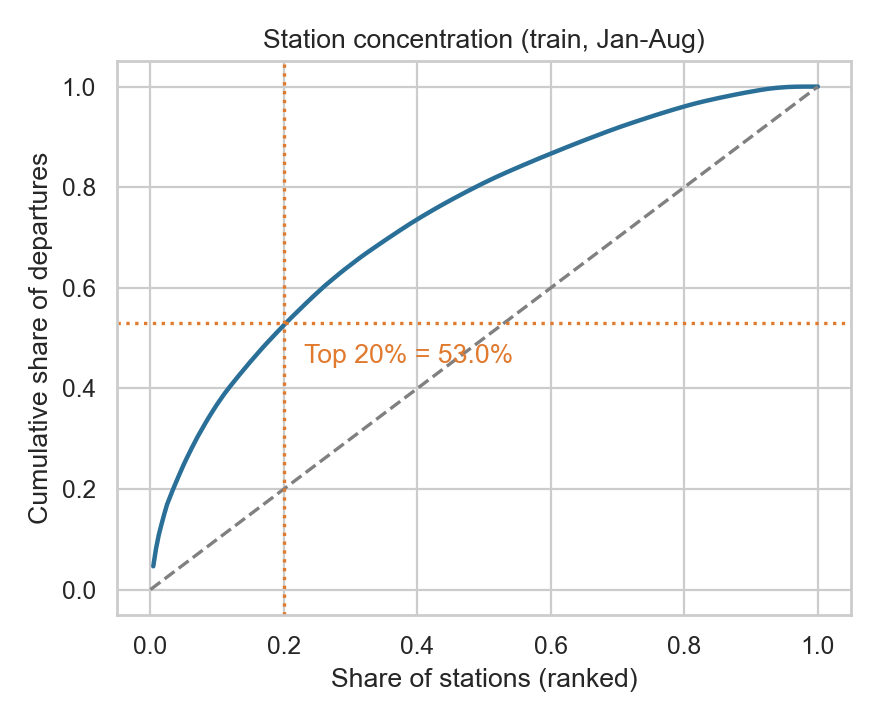 Station concentration (train, Jan-Aug)
Cumulative share of departures
1.0
0.8
0.6
0.4
0.2
0.0
Top 20% = 53.0%
0.0 0.2 0.4 0.6 0.8 1.0
Share of stations (ranked)